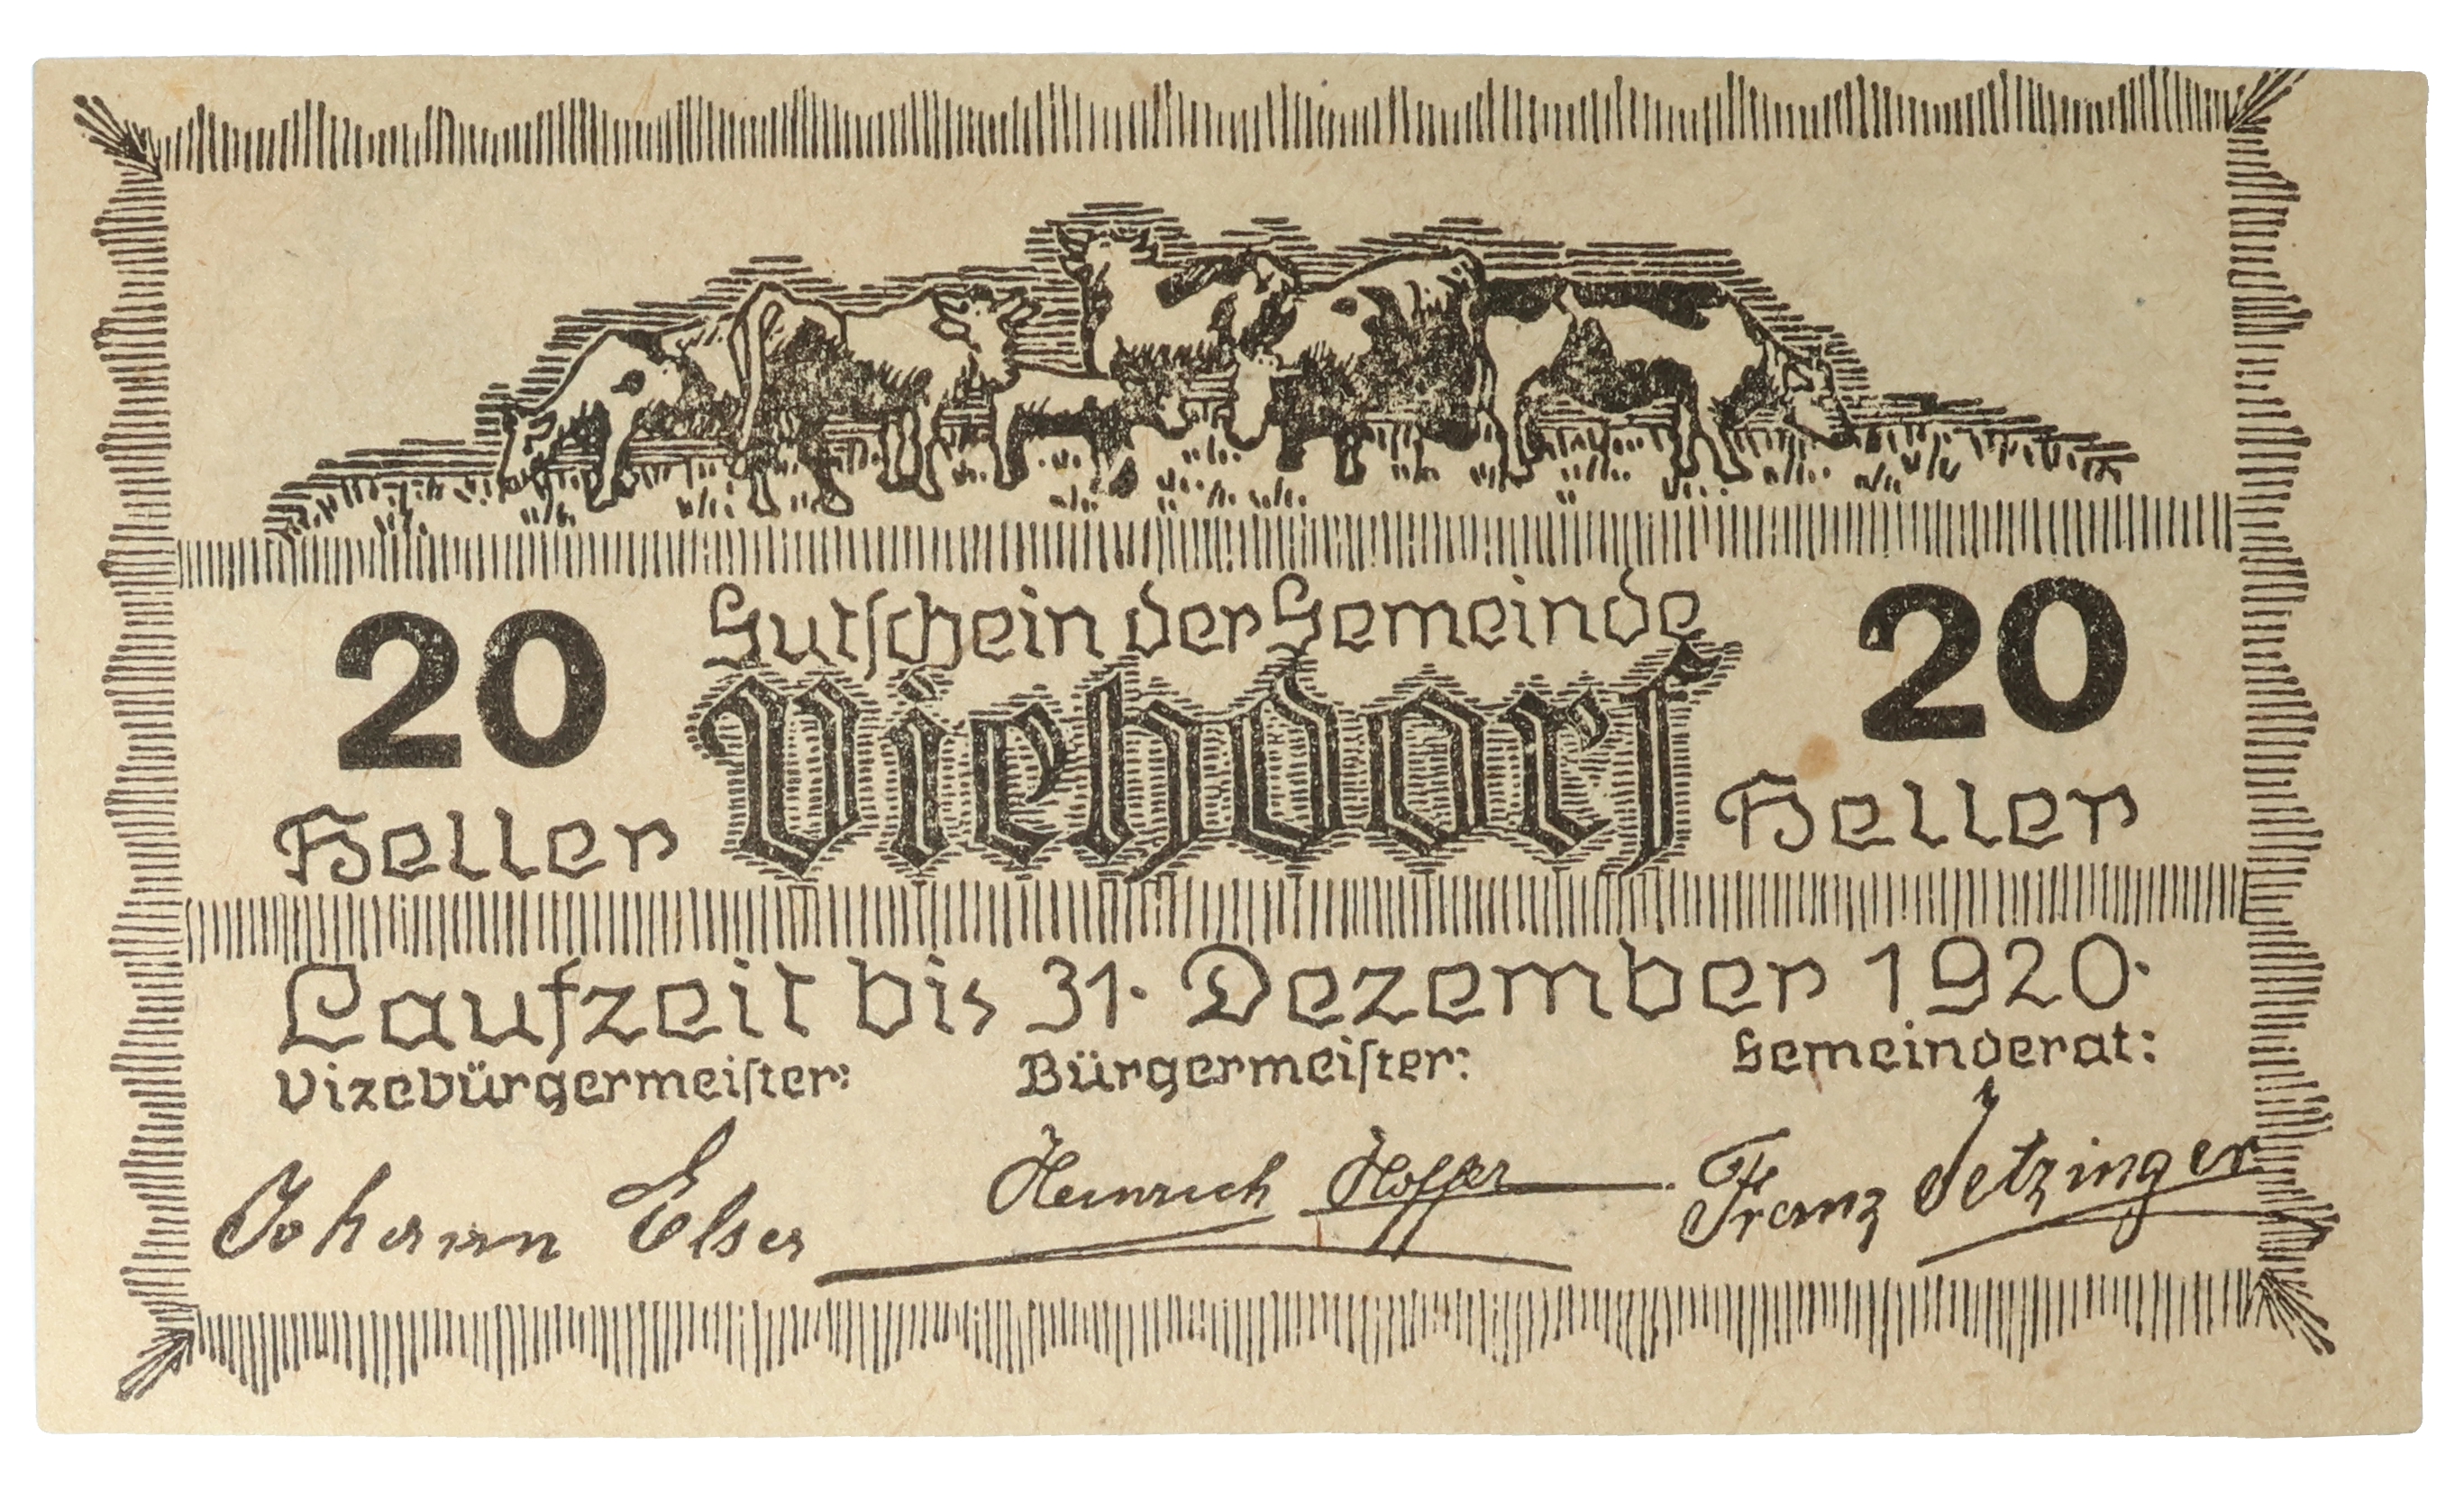 20 Gutschein der Gemeinde 20
Heller Viehdorf Heller
Laufzeit bis 31. Dezember 1920.
Vizebürgermeister: Bürgermeister: Gemeinderat:
Johann Elser Heinrich Hoffer Franz Jetzinger